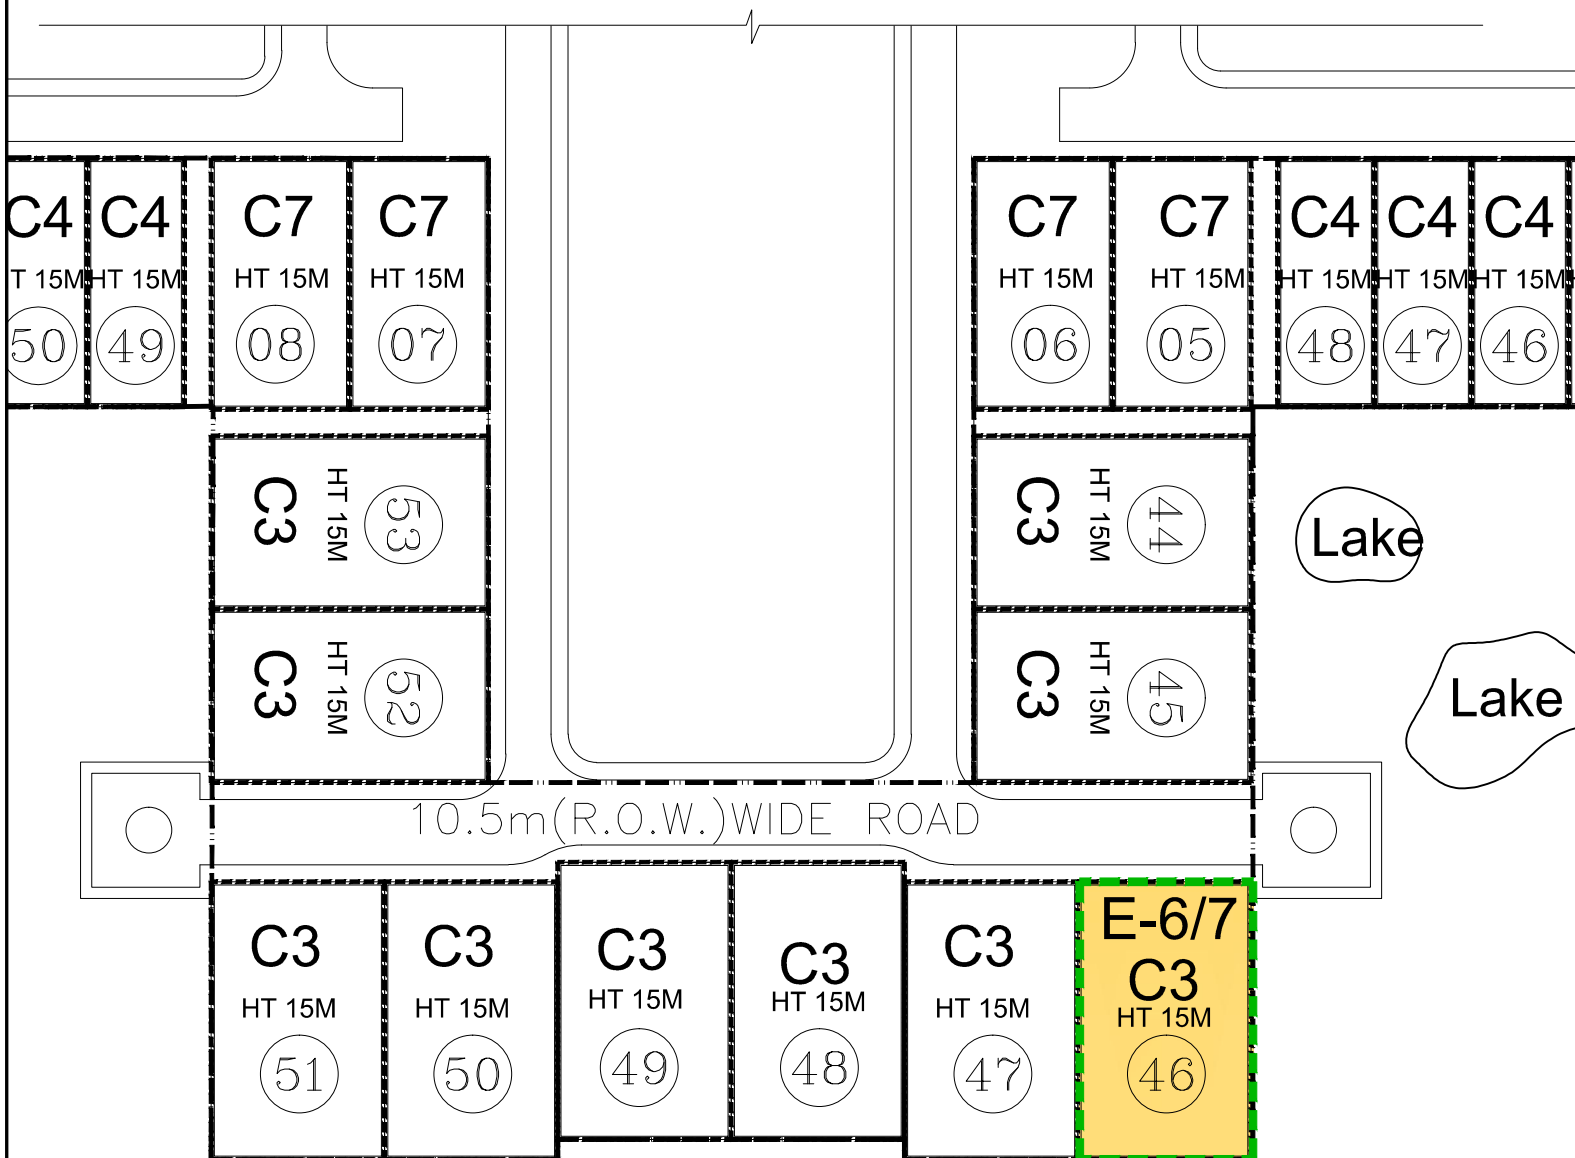 C4 C4 C7 C7 C7 C7 C4 C4 C4
T 15M HT 15M HT 15M HT 15M HT 15M HT 15M HT 15M HT 15M HT 15M
50 49 08 07 06 05 48 47 46
C3 HT 15M 53
C3 HT 15M 44
Lake
C3 HT 15M 52
C3 HT 15M 45
Lake
10.5m(R.O.W.)WIDE ROAD
E-6/7
C3 C3 C3 C3 C3 C3
HT 15M HT 15M HT 15M HT 15M HT 15M HT 15M
51 50 49 48 47 46